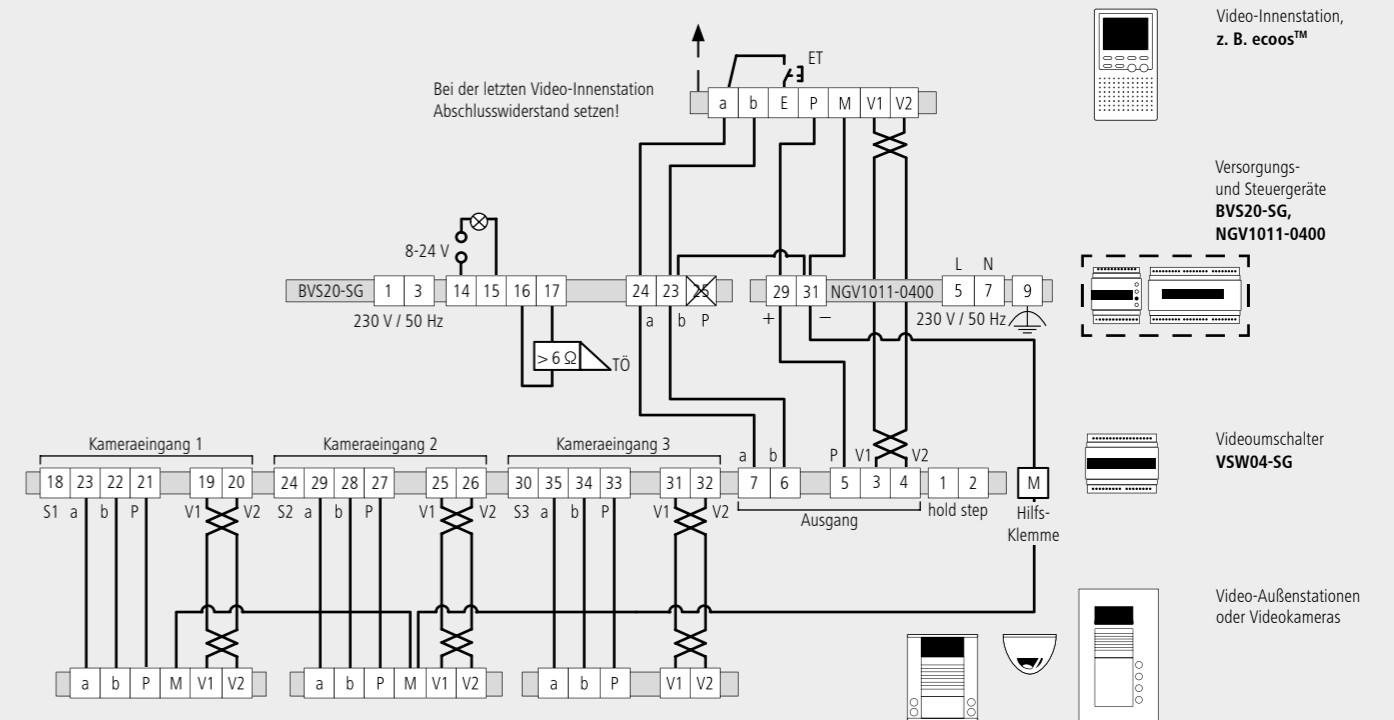 Video-Innenstation,
z. B. ecoos™
ET
Bei der letzten Video-Innenstation
Abschlusswiderstand setzen!
a b E P M V1 V2
Versorgungs-
und Steuergeräte
BVS20-SG,
NGV1011-0400
8-24 V
L N
BVS20-SG 1 3 14 15 16 17 24 23 25 29 31 NGV1011-0400 5 7 9
230 V / 50 Hz a b P + − 230 V / 50 Hz
> 6 Ω TÖ
Kameraeingang 1 Kameraeingang 2 Kameraeingang 3
a b P V1 V2
Videoumschalter
VSW04-SG
18 23 22 21 19 20 24 29 28 27 25 26 30 35 34 33 31 32 7 6 5 3 4 1 2 M
S1 a b P V1 V2 S2 a b P V1 V2 S3 a b P V1 V2 Ausgang hold step Hilfs-
Klemme
Video-Außenstationen
oder Videokameras
a b P M V1 V2 a b P M V1 V2 a b P V1 V2